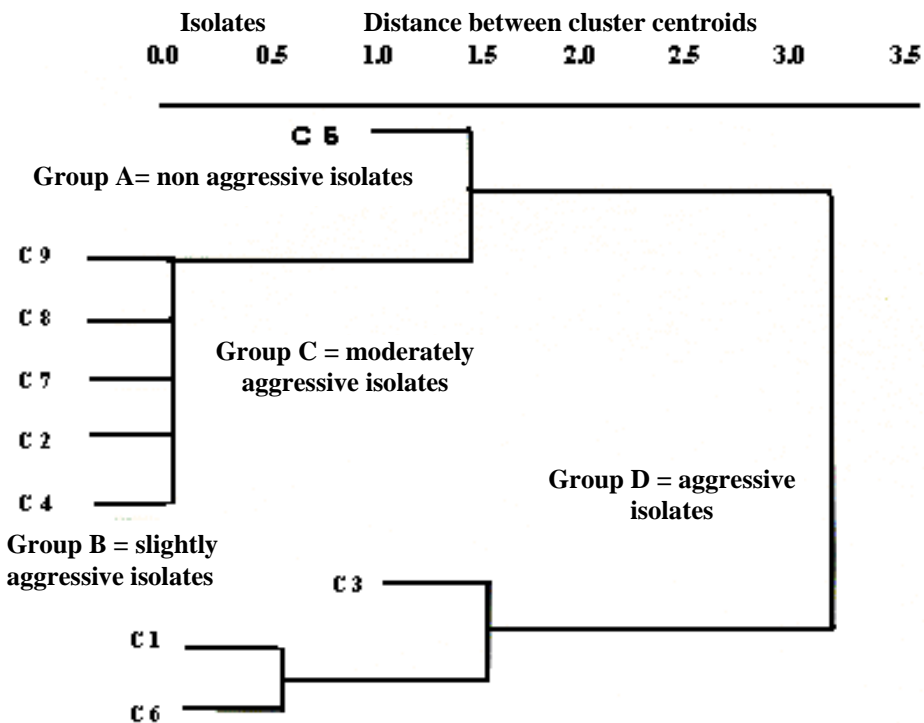 Isolates Distance between cluster centroids
0.0 0.5 1.0 1.5 2.0 2.5 3.0 3.5
C 5
Group A= non aggressive isolates
C 9
C 8
Group C = moderately
aggressive isolates
C 7
C 2
Group D = aggressive
isolates
C 4
Group B = slightly
aggressive isolates
C 3
C 1
C 6